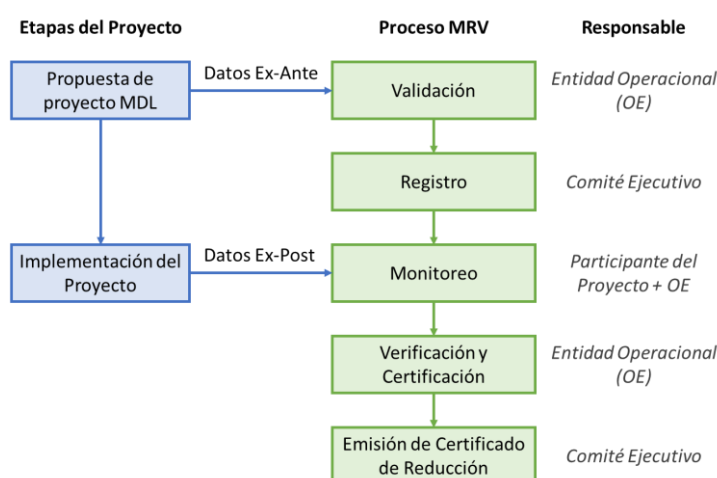 Etapas del Proyecto
Proceso MRV
Responsable
Propuesta de
proyecto MDL
Datos Ex-Ante
Validación
Entidad Operacional
(OE)
Registro
Comité Ejecutivo
Implementación del
Proyecto
Datos Ex-Post
Monitoreo
Participante del
Proyecto + OE
Verificación y
Certificación
Entidad Operacional
(OE)
Emisión de Certificado
de Reducción
Comité Ejecutivo